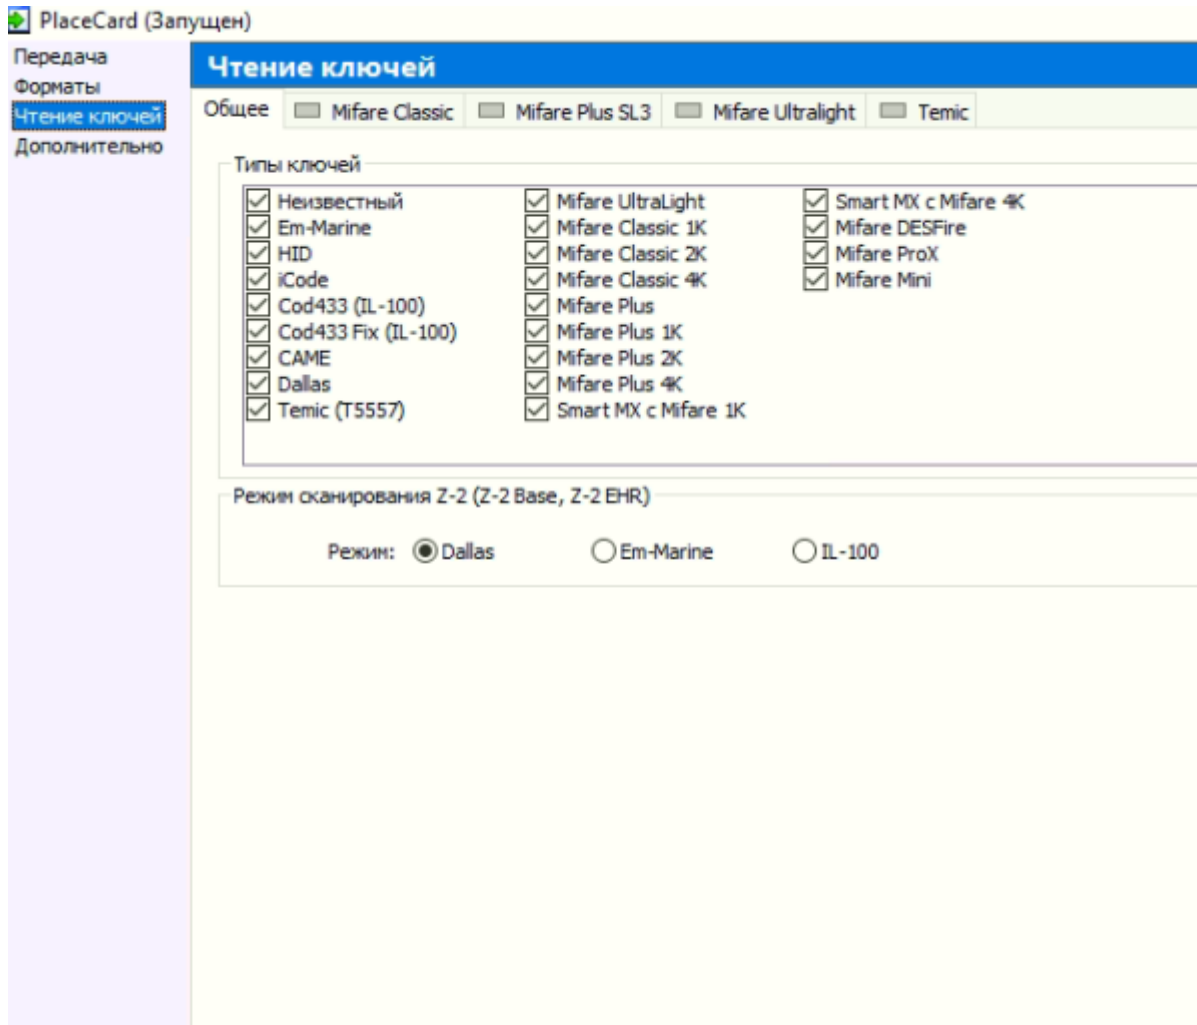 PlaceCard (Запущен)
Передача
Форматы
Чтение ключей
Дополнительно
Чтение ключей
Общее Mifare Classic Mifare Plus SL3 Mifare Ultralight Temic
Типы ключей
Неизвестный Mifare UltraLight Smart MX с Mifare 4K
Em-Marine Mifare Classic 1K Mifare DESFire
HID Mifare Classic 2K Mifare ProX
iCode Mifare Classic 4K Mifare Mini
Cod433 (IL-100) Mifare Plus
Cod433 Fix (IL-100) Mifare Plus 1K
CAME Mifare Plus 2K
Dallas Mifare Plus 4K
Temic (T5557) Smart MX с Mifare 1K
Режим сканирования Z-2 (Z-2 Base, Z-2 EHR)
Режим: Dallas Em-Marine IL-100